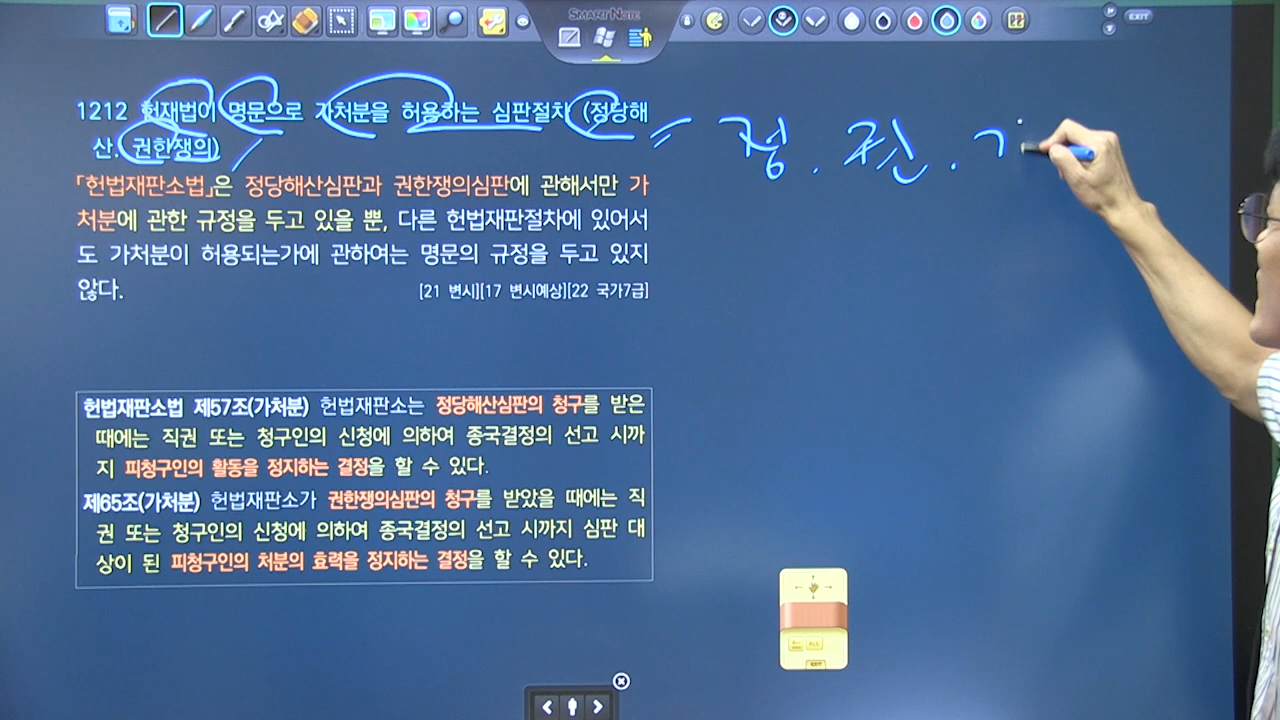 SMARTNOTE
EXIT
1212 헌재법이 명문으로 가처분을 허용하는 심판절차 (정당해
산. 권한쟁의)
「헌법재판소법」은 정당해산심판과 권한쟁의심판에 관해서만 가
처분에 관한 규정을 두고 있을 뿐, 다른 헌법재판절차에 있어서
도 가처분이 허용되는가에 관하여는 명문의 규정을 두고 있지
않다.
[21 변시][17 변시예상][22 국가7급]
헌법재판소법 제57조(가처분) 헌법재판소는 정당해산심판의 청구를 받은
때에는 직권 또는 청구인의 신청에 의하여 종국결정의 선고 시까
지 피청구인의 활동을 정지하는 결정을 할 수 있다.
제65조(가처분) 헌법재판소가 권한쟁의심판의 청구를 받았을 때에는 직
권 또는 청구인의 신청에 의하여 종국결정의 선고 시까지 심판 대
상이 된 피청구인의 처분의 효력을 정지하는 결정을 할 수 있다.
ALL
EXIT